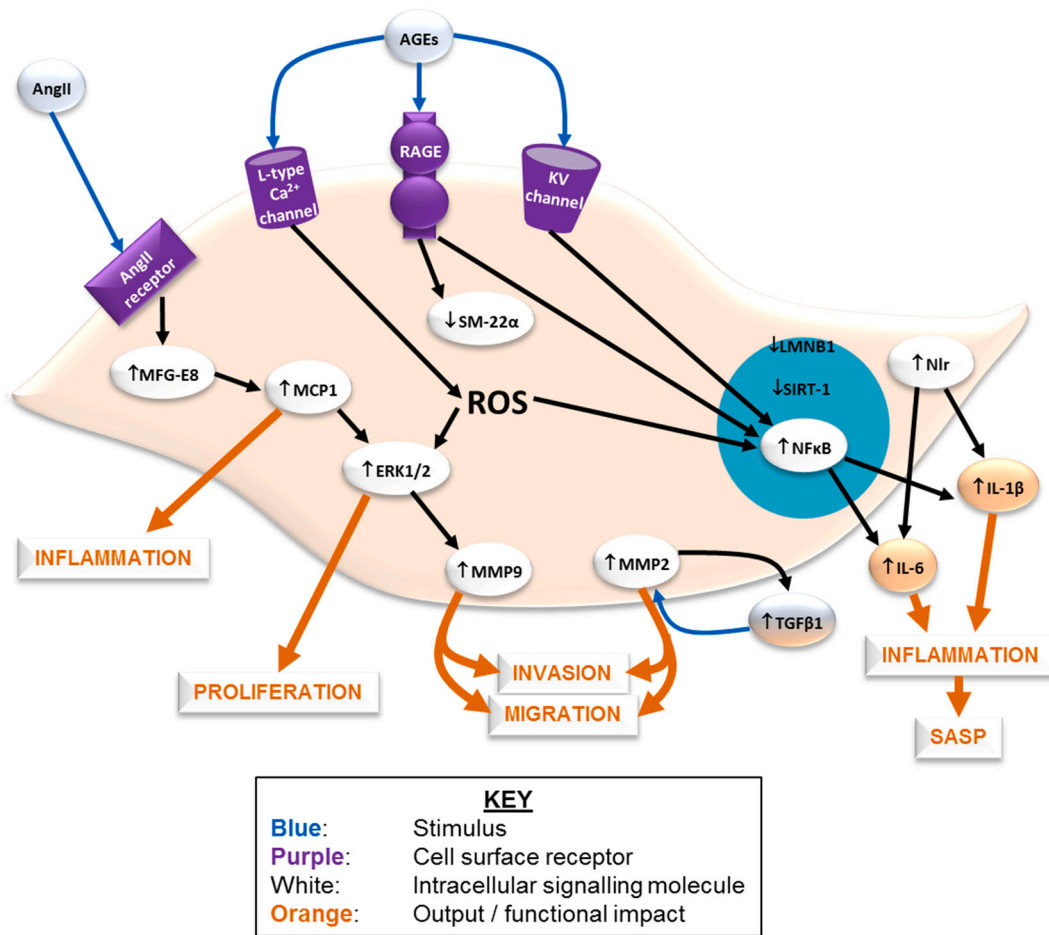 AGEs
AngII
RAGE
L-type
Ca²⁺
channel
KV
channel
AngII
receptor
↓SM-22α
↓LMNB1
↑Nlr
↑MFG-E8
↑MCP1
↓SIRT-1
ROS
↑NFκB
↑ERK1/2
↑IL-1β
INFLAMMATION
↑MMP9
↑MMP2
↑IL-6
↑TGFβ1
PROLIFERATION
INVASION
MIGRATION
INFLAMMATION
SASP
KEY
Blue: Stimulus
Purple: Cell surface receptor
White: Intracellular signalling molecule
Orange: Output / functional impact